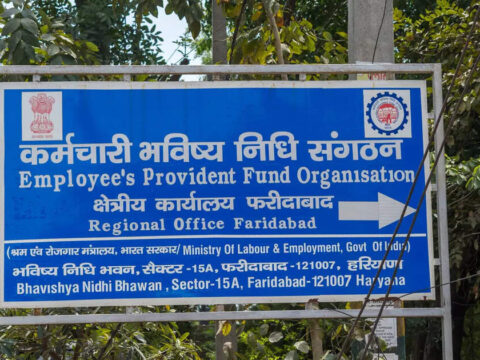 कर्मचारी भविष्य निधि संगठन
Employee's Provident Fund Organisation
क्षेत्रीय कार्यालय फरीदाबाद
Regional Office Faridabad
(श्रम एंव रोजगार मंत्रालय, भारत सरकार/ Ministry Of Labour & Employment, Govt Of India)
भविष्य निधि भवन, सैक्टर -15A, फरीदाबाद -121007, हरियाणा
Bhavishya Nidhi Bhawan , Sector-15A, Faridabad-121007 Haryana